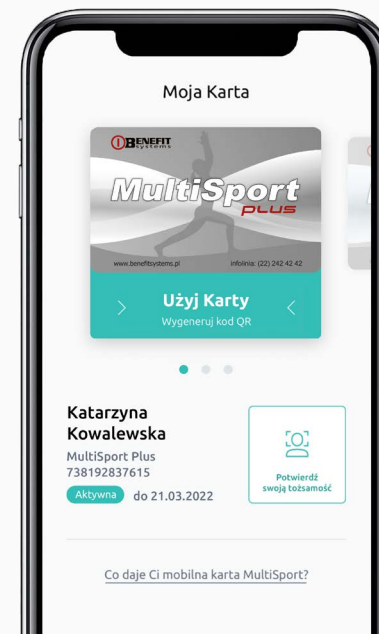 Moja Karta
BENEFIT
Systems
MultiSport
PLUS
www.benefitsystems.pl
Infolinia: (22) 242 42 42
Użyj Karty
Wygeneruj kod QR
Katarzyna
Kowalewska
MultiSport Plus
738192837615
Aktywna do 21.03.2022
Potwierdź
swoją tożsamość
Co daje Ci mobilna karta MultiSport?